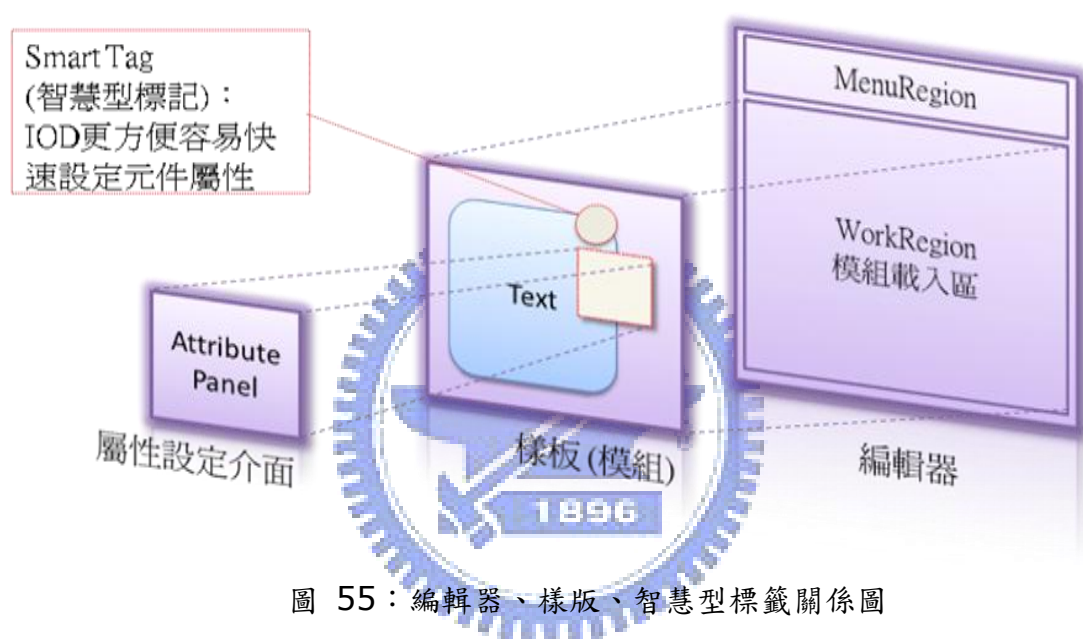 Smart Tag
(智慧型標記)：
IOD更方便容易快
速設定元件屬性
MenuRegion
WorkRegion
模組載入區
Text
Attribute
Panel
屬性設定介面
樣板(模組)
編輯器
1896
圖 55：編輯器、樣版、智慧型標籤關係圖